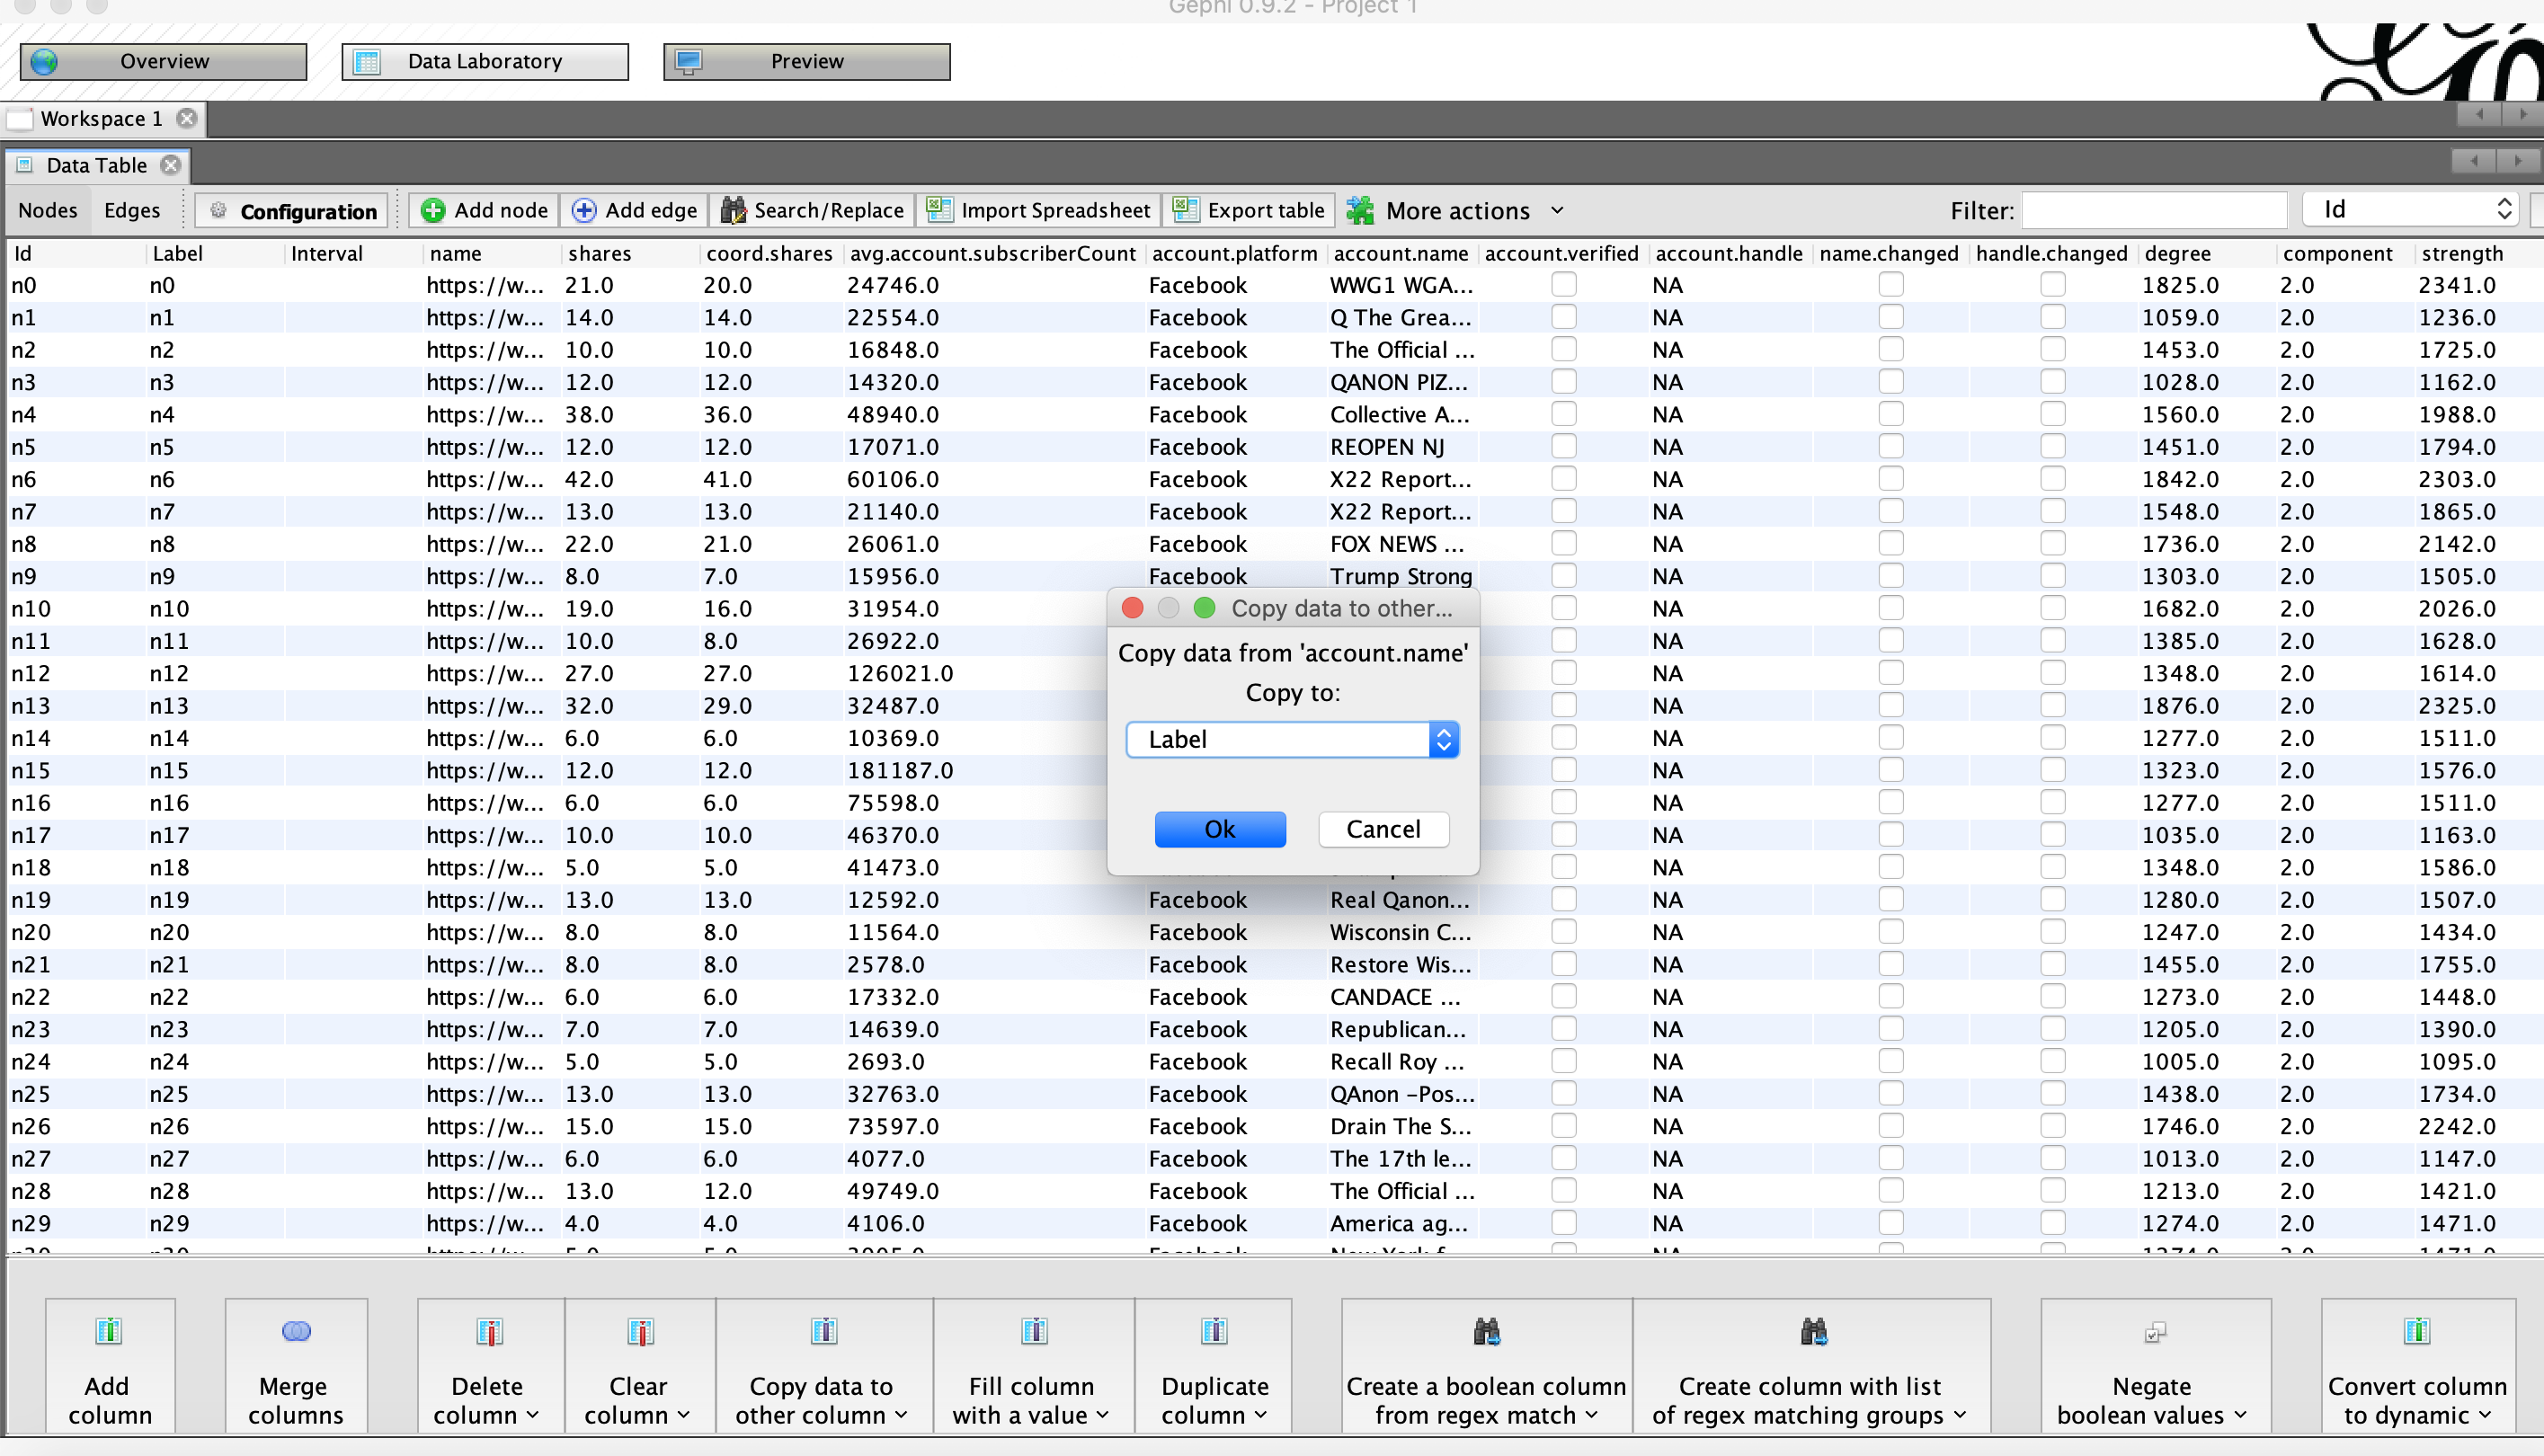 Gephi 0.9.2 - Project 1
Overview Data Laboratory Preview
Workspace 1
Data Table
Nodes Edges Configuration Add node Add edge Search/Replace Import Spreadsheet Export table More actions Filter: Id
Id Label Interval name shares coord.shares avg.account.subscriberCount account.platform account.name account.verified account.handle name.changed handle.changed degree component strength
n0 n0 https://w... 21.0 20.0 24746.0 Facebook WWG1 WGA... NA 1825.0 2.0 2341.0
n1 n1 https://w... 14.0 14.0 22554.0 Facebook Q The Grea... NA 1059.0 2.0 1236.0
n2 n2 https://w... 10.0 10.0 16848.0 Facebook The Official ... NA 1453.0 2.0 1725.0
n3 n3 https://w... 12.0 12.0 14320.0 Facebook QANON PIZ... NA 1028.0 2.0 1162.0
n4 n4 https://w... 38.0 36.0 48940.0 Facebook Collective A... NA 1560.0 2.0 1988.0
n5 n5 https://w... 12.0 12.0 17071.0 Facebook REOPEN NJ NA 1451.0 2.0 1794.0
n6 n6 https://w... 42.0 41.0 60106.0 Facebook X22 Report... NA 1842.0 2.0 2303.0
n7 n7 https://w... 13.0 13.0 21140.0 Facebook X22 Report... NA 1548.0 2.0 1865.0
n8 n8 https://w... 22.0 21.0 26061.0 Facebook FOX NEWS ... NA 1736.0 2.0 2142.0
n9 n9 https://w... 8.0 7.0 15956.0 Facebook Trump Strong NA 1303.0 2.0 1505.0
n10 n10 https://w... 19.0 16.0 31954.0 NA 1682.0 2.0 2026.0
n11 n11 https://w... 10.0 8.0 26922.0 NA 1385.0 2.0 1628.0
n12 n12 https://w... 27.0 27.0 126021.0 NA 1348.0 2.0 1614.0
n13 n13 https://w... 32.0 29.0 32487.0 NA 1876.0 2.0 2325.0
n14 n14 https://w... 6.0 6.0 10369.0 NA 1277.0 2.0 1511.0
n15 n15 https://w... 12.0 12.0 181187.0 NA 1323.0 2.0 1576.0
n16 n16 https://w... 6.0 6.0 75598.0 NA 1277.0 2.0 1511.0
n17 n17 https://w... 10.0 10.0 46370.0 NA 1035.0 2.0 1163.0
n18 n18 https://w... 5.0 5.0 41473.0 NA 1348.0 2.0 1586.0
n19 n19 https://w... 13.0 13.0 12592.0 Facebook Real Qanon... NA 1280.0 2.0 1507.0
n20 n20 https://w... 8.0 8.0 11564.0 Facebook Wisconsin C... NA 1247.0 2.0 1434.0
n21 n21 https://w... 8.0 8.0 2578.0 Facebook Restore Wis... NA 1455.0 2.0 1755.0
n22 n22 https://w... 6.0 6.0 17332.0 Facebook CANDACE ... NA 1273.0 2.0 1448.0
n23 n23 https://w... 7.0 7.0 14639.0 Facebook Republican... NA 1205.0 2.0 1390.0
n24 n24 https://w... 5.0 5.0 2693.0 Facebook Recall Roy ... NA 1005.0 2.0 1095.0
n25 n25 https://w... 13.0 13.0 32763.0 Facebook QAnon -Pos... NA 1438.0 2.0 1734.0
n26 n26 https://w... 15.0 15.0 73597.0 Facebook Drain The S... NA 1746.0 2.0 2242.0
n27 n27 https://w... 6.0 6.0 4077.0 Facebook The 17th le... NA 1013.0 2.0 1147.0
n28 n28 https://w... 13.0 12.0 49749.0 Facebook The Official ... NA 1213.0 2.0 1421.0
n29 n29 https://w... 4.0 4.0 4106.0 Facebook America ag... NA 1274.0 2.0 1471.0
Copy data to other...
Copy data from 'account.name'
Copy to:
Label
Ok Cancel
Add column
Merge columns
Delete column
Clear column
Copy data to other column
Fill column with a value
Duplicate column
Create a boolean column from regex match
Create column with list of regex matching groups
Negate boolean values
Convert column to dynamic